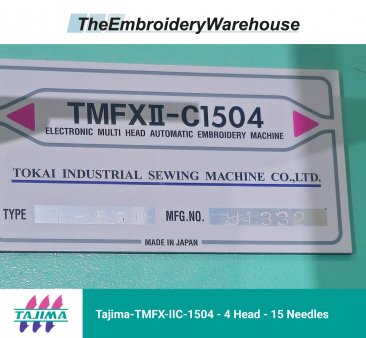 TheEmbroideryWarehouse
TMFXII-C1504
ELECTRONIC MULTI HEAD AUTOMATIC EMBROIDERY MACHINE
TOKAI INDUSTRIAL SEWING MACHINE CO.,LTD.
TYPE MFG.NO.
MADE IN JAPAN
TAJIMA
Tajima-TMFX-IIC-1504 - 4 Head - 15 Needles